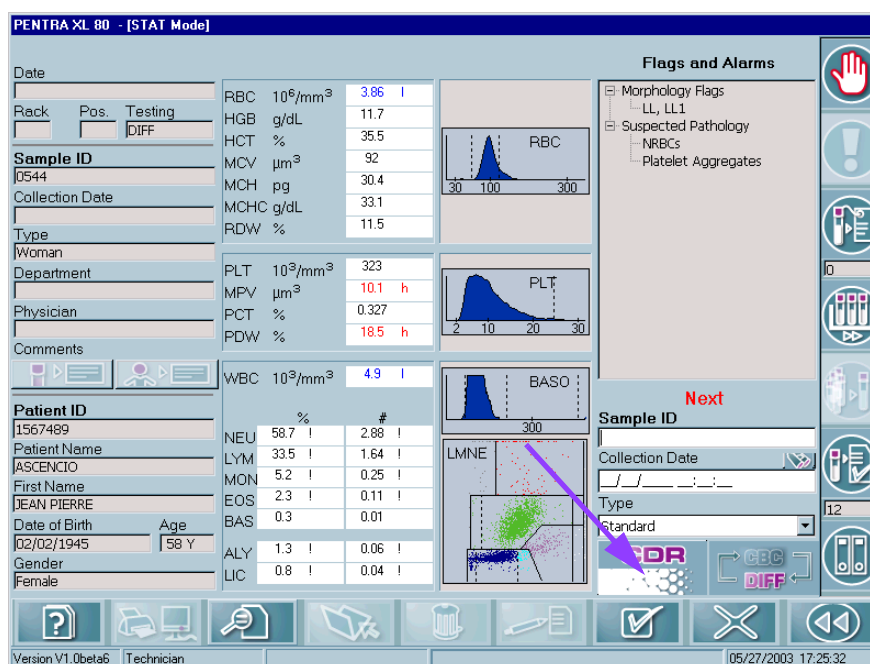 PENTRA XL 80 - [STAT Mode]
Date
Rack Pos. Testing
DIFF
Sample ID
0544
Collection Date
Type
Woman
Department
Physician
Comments
Patient ID
1567489
Patient Name
ASCENCIO
First Name
JEAN PIERRE
Date of Birth Age
02/02/1945 58 Y
Gender
Female
RBC 10⁶/mm³ 3.86 l
HGB g/dL 11.7
HCT % 35.5
MCV µm³ 92
MCH pg 30.4
MCHC g/dL 33.1
RDW % 11.5
PLT 10³/mm³ 323
MPV µm³ 10.1 h
PCT % 0.327
PDW % 18.5 h
WBC 10³/mm³ 4.9 l
% #
NEU 58.7 ! 2.88 !
LYM 33.5 ! 1.64 !
MON 5.2 ! 0.25 !
EOS 2.3 ! 0.11 !
BAS 0.3 0.01
ALY 1.3 ! 0.06 !
LIC 0.8 ! 0.04 !
RBC
30 100 300
PLT
2 10 20 30
BASO
300
LMNE
Flags and Alarms
Morphology Flags
LL, LL1
Suspected Pathology
NRBCs
Platelet Aggregates
Next
Sample ID
Collection Date
__/__/____ __:__:__
Type
Standard
CDR
CBC
DIFF
0
12
Version V1.0beta6 Technician 05/27/2003 17:25:32